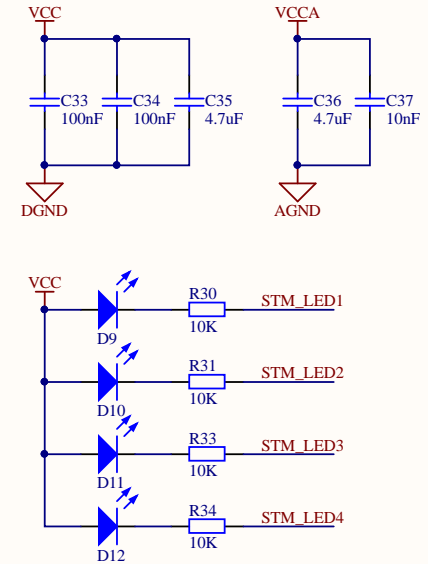 VCC
VCCA
C33
100nF
C34
100nF
C35
4.7uF
C36
4.7uF
C37
10nF
DGND
AGND
VCC
R30
STM_LED1
10K
D9
R31
STM_LED2
10K
D10
R33
STM_LED3
10K
D11
R34
STM_LED4
10K
D12